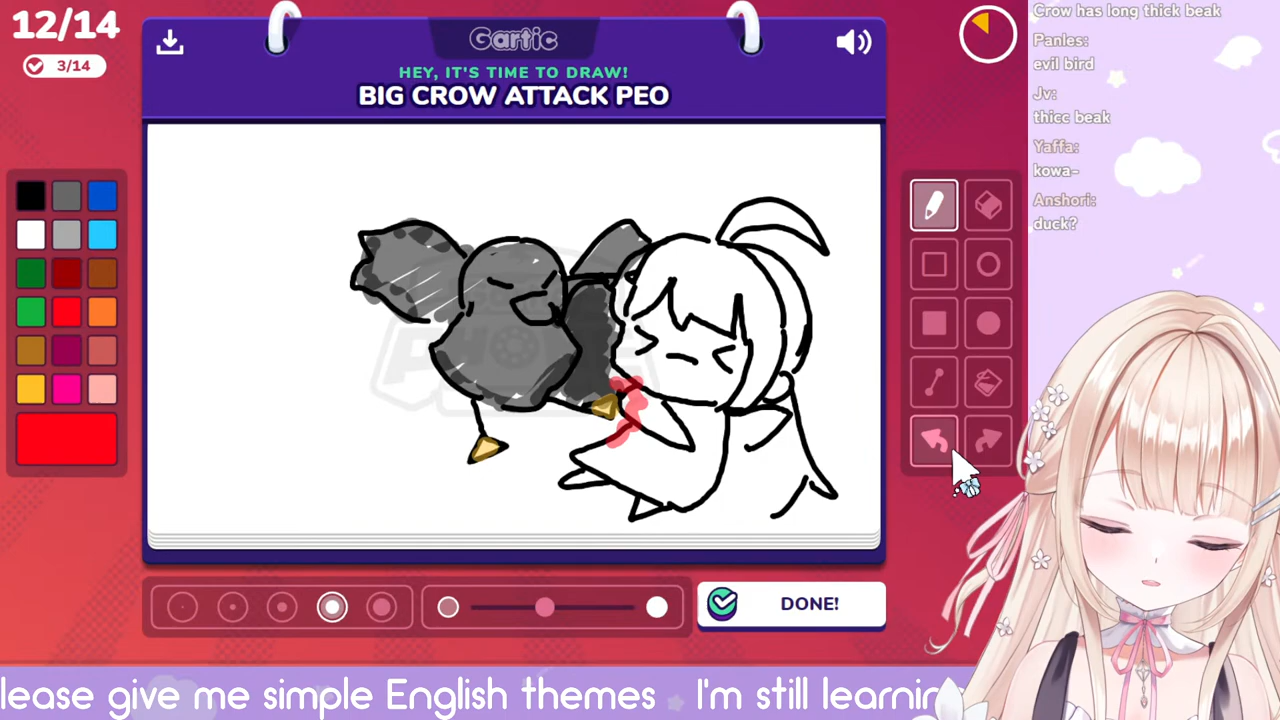 12/14
3/14
Gartic
HEY, IT'S TIME TO DRAW!
BIG CROW ATTACK PEO
Crow has long thick beak
Panles:
evil bird
Jv:
thicc beak
Yaffa:
kowa~
Anshori:
duck?
DONE!
lease give me simple English themes I'm still learnin